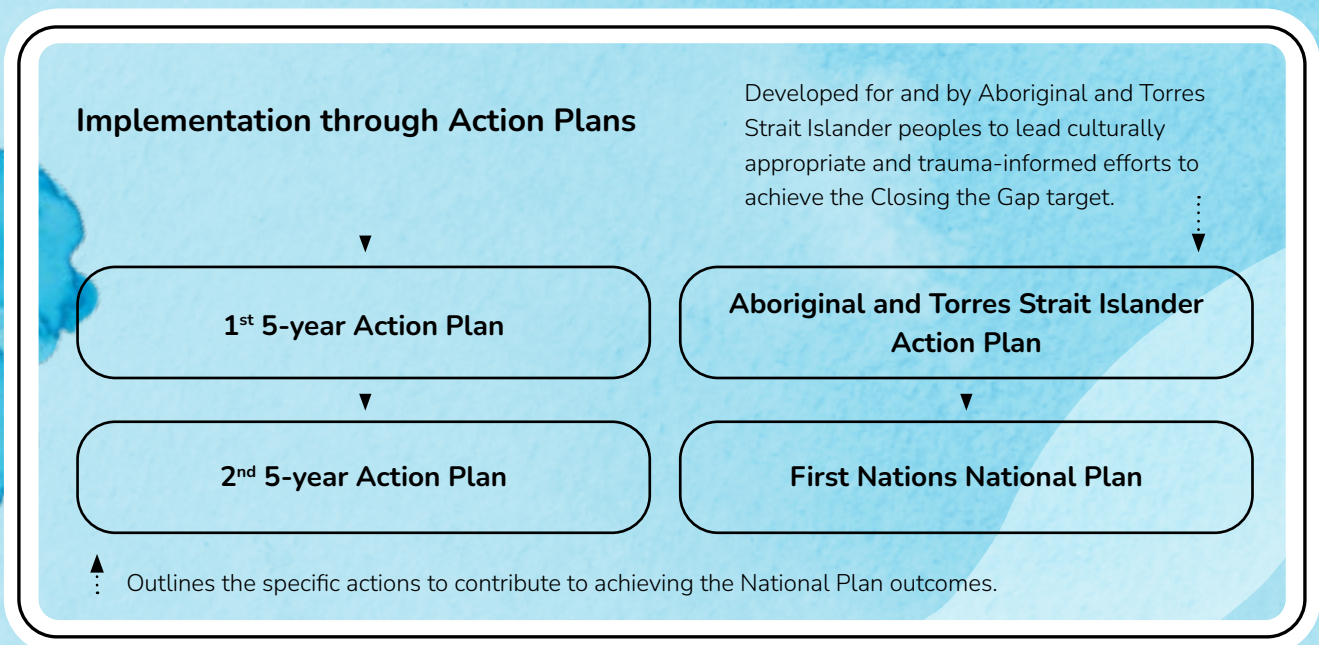 Implementation through Action Plans
Developed for and by Aboriginal and Torres
Strait Islander peoples to lead culturally
appropriate and trauma-informed efforts to
achieve the Closing the Gap target.
1st 5-year Action Plan
Aboriginal and Torres Strait Islander
Action Plan
2nd 5-year Action Plan
First Nations National Plan
Outlines the specific actions to contribute to achieving the National Plan outcomes.